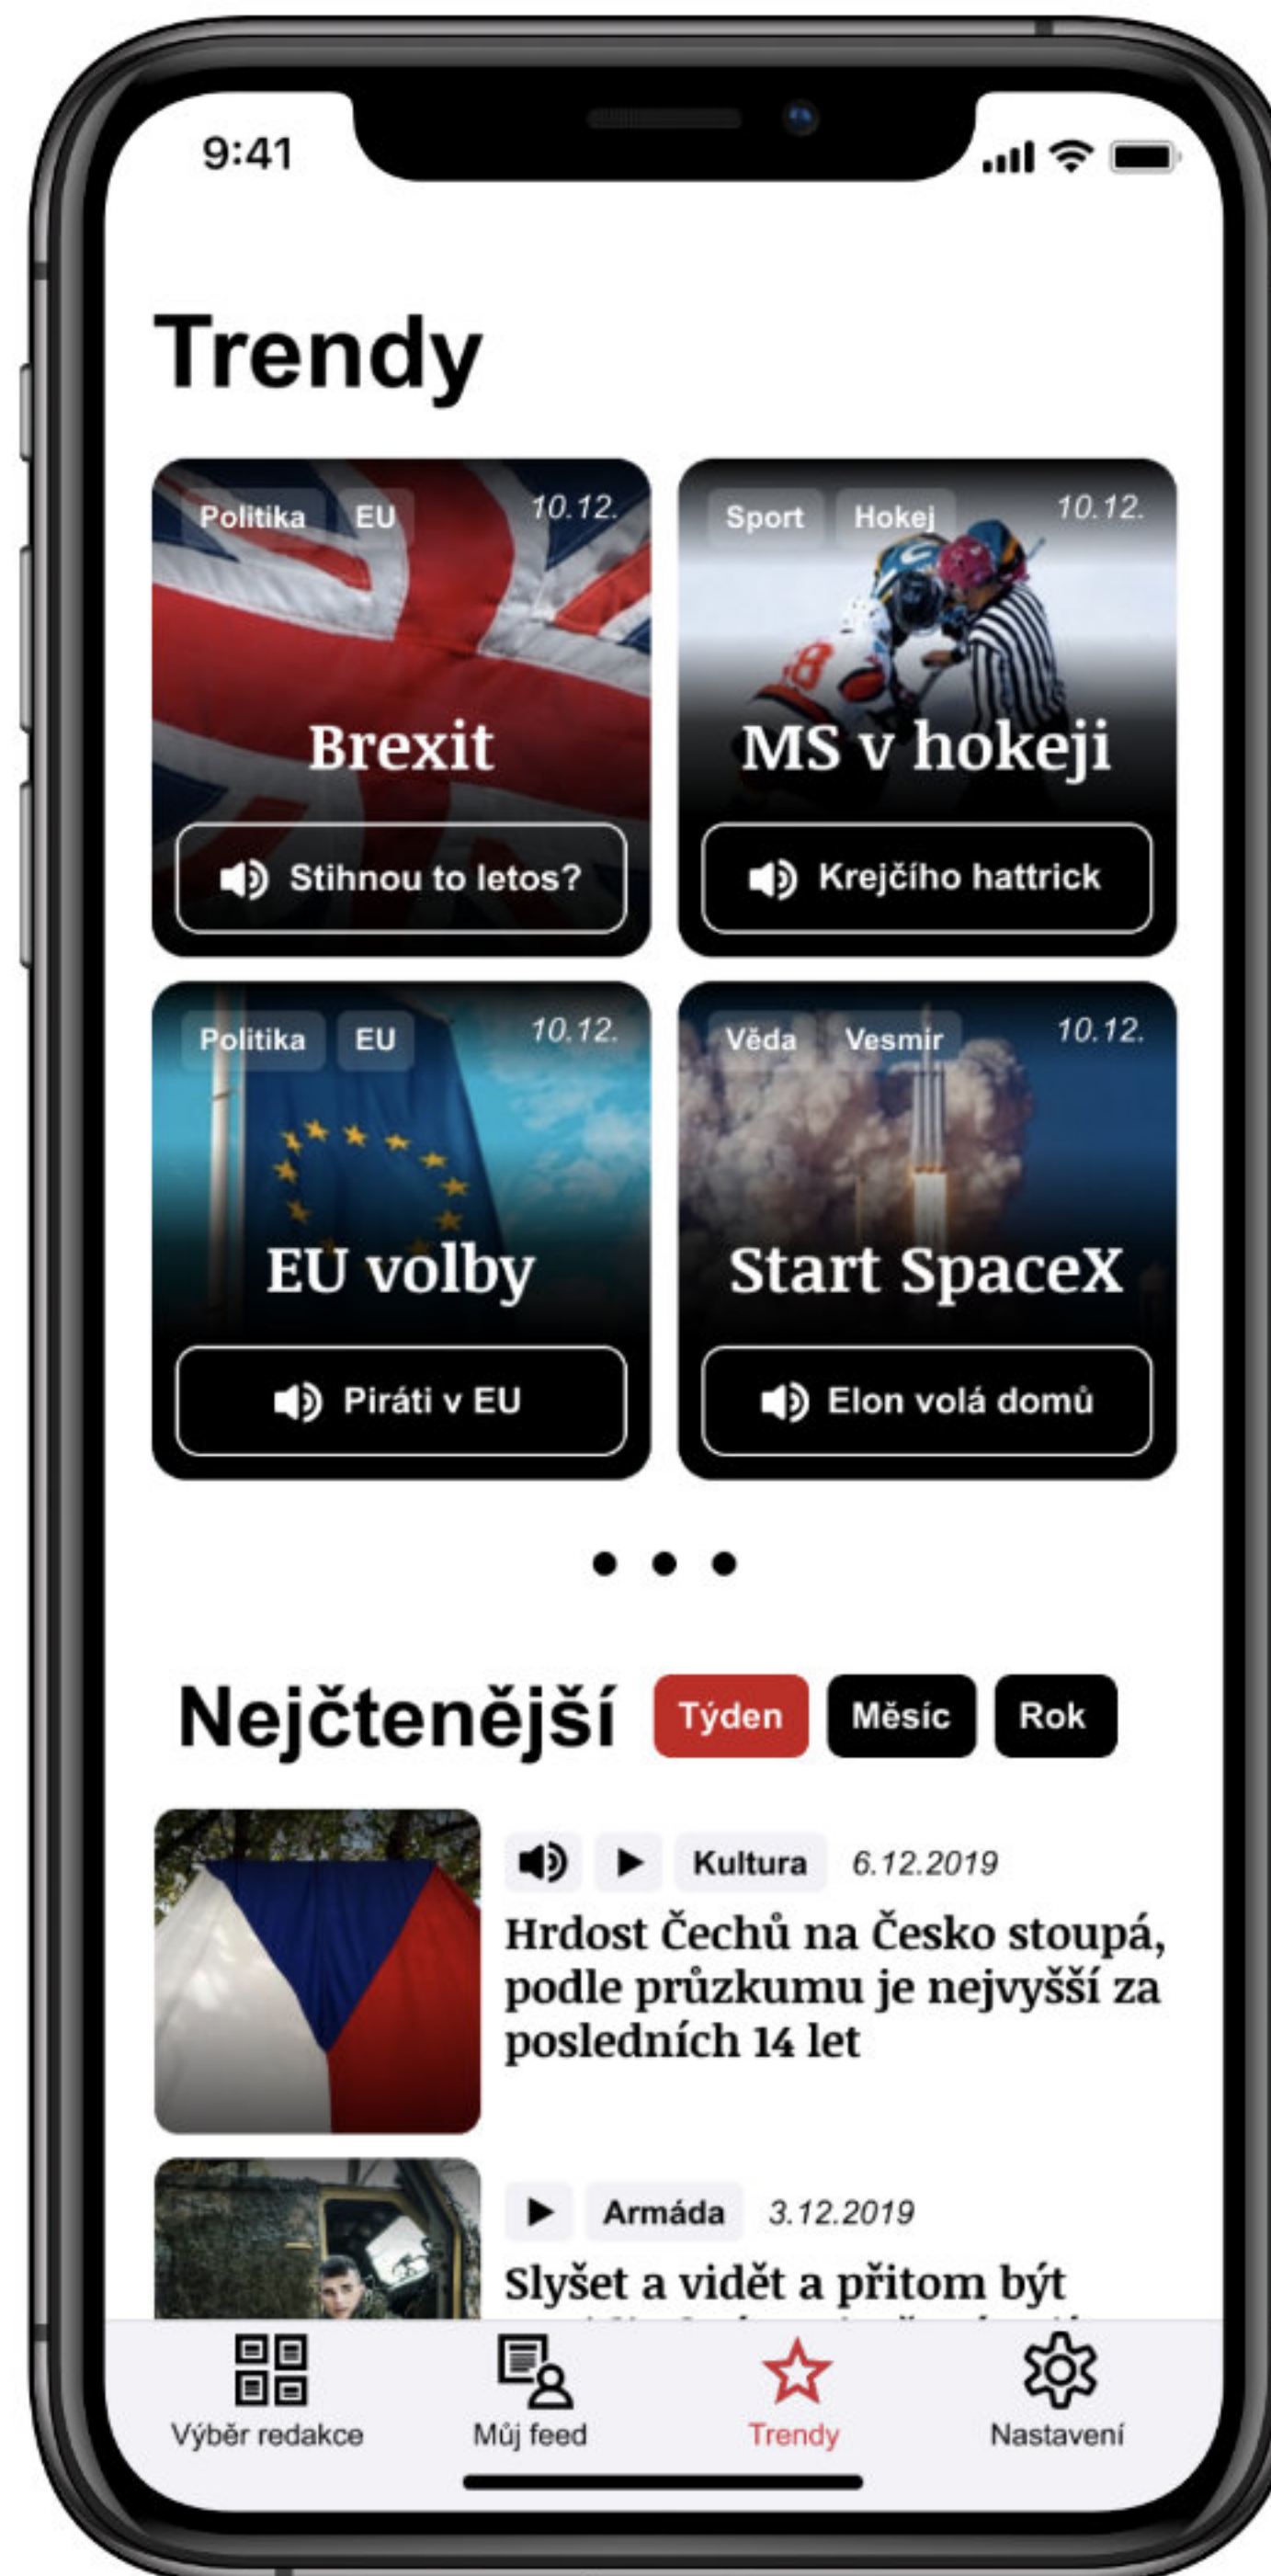 9:41
Trendy
Politika EU 10.12.
Brexit
Stihnou to letos?
Sport Hokej 10.12.
MS v hokeji
Krejčího hattrick
Politika EU 10.12.
EU volby
Piráti v EU
Věda Vesmír 10.12.
Start SpaceX
Elon volá domů
Nejčtenější Týden Měsíc Rok
Kultura 6.12.2019
Hrdost Čechů na Česko stoupá,
podle průzkumu je nejvyšší za
posledních 14 let
Armáda 3.12.2019
Slyšet a vidět a přitom být
Výběr redakce Můj feed Trendy Nastavení